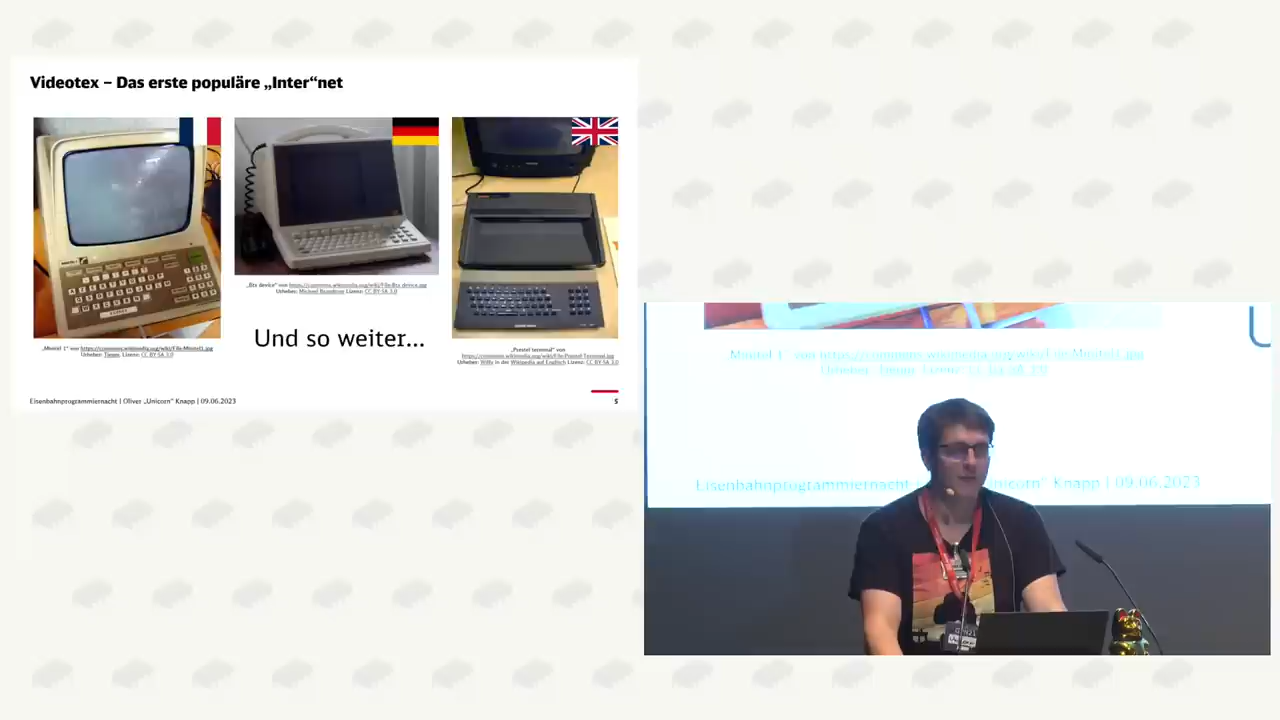 Videotex – Das erste populäre „Inter“net
„Minitel 1“ von https://commons.wikimedia.org/wiki/File:Minitel1.jpg
Urheber: Tieum, Lizenz: CC BY-SA 3.0
„Btx device“ von https://commons.wikimedia.org/wiki/File:Btx_device.jpg
Urheber: Michael Lizenz: CC BY-SA 3.0
Und so weiter...
„Prestel terminal“ von
https://commons.wikimedia.org/wiki/File:Prestel-Terminal.jpg
Urheber: Willy in der Wikipedia auf Englisch Lizenz: CC BY-SA 3.0
Eisenbahnprogrammiernacht | Oliver „Unicorn“ Knapp | 09.06.2023
5
„Minitel 1“ von https://commons.wikimedia.org/wiki/File:Minitel1.jpg
Urheber: Tieum, Lizenz: CC BY-SA 3.0
Eisenbahnprogrammiernacht Unicorn“ Knapp | 09.06.2023